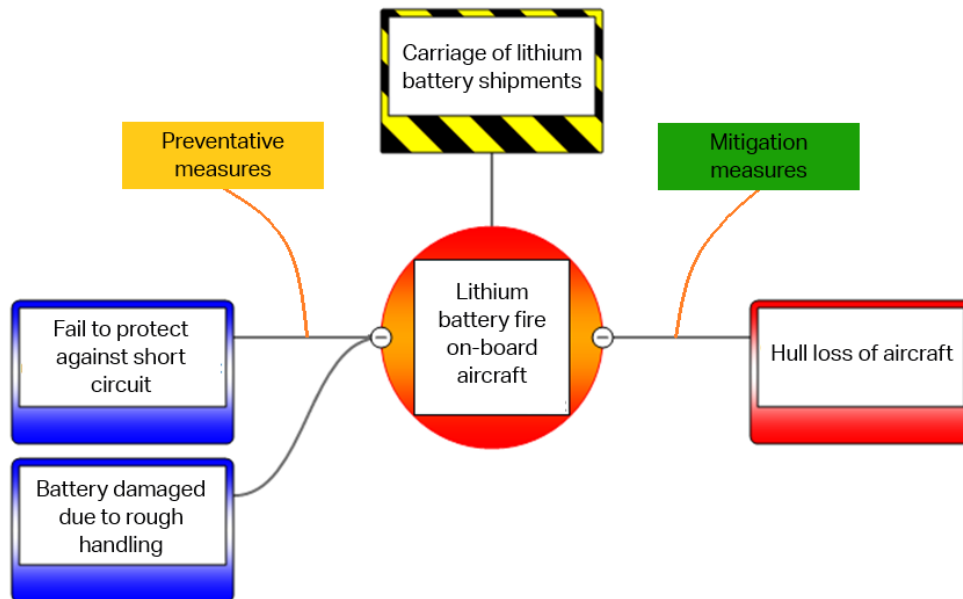 Carriage of lithium
battery shipments
Preventative
measures
Mitigation
measures
Lithium
battery fire
on-board
aircraft
Fail to protect
against short
circuit
Hull loss of aircraft
Battery damaged
due to rough
handling